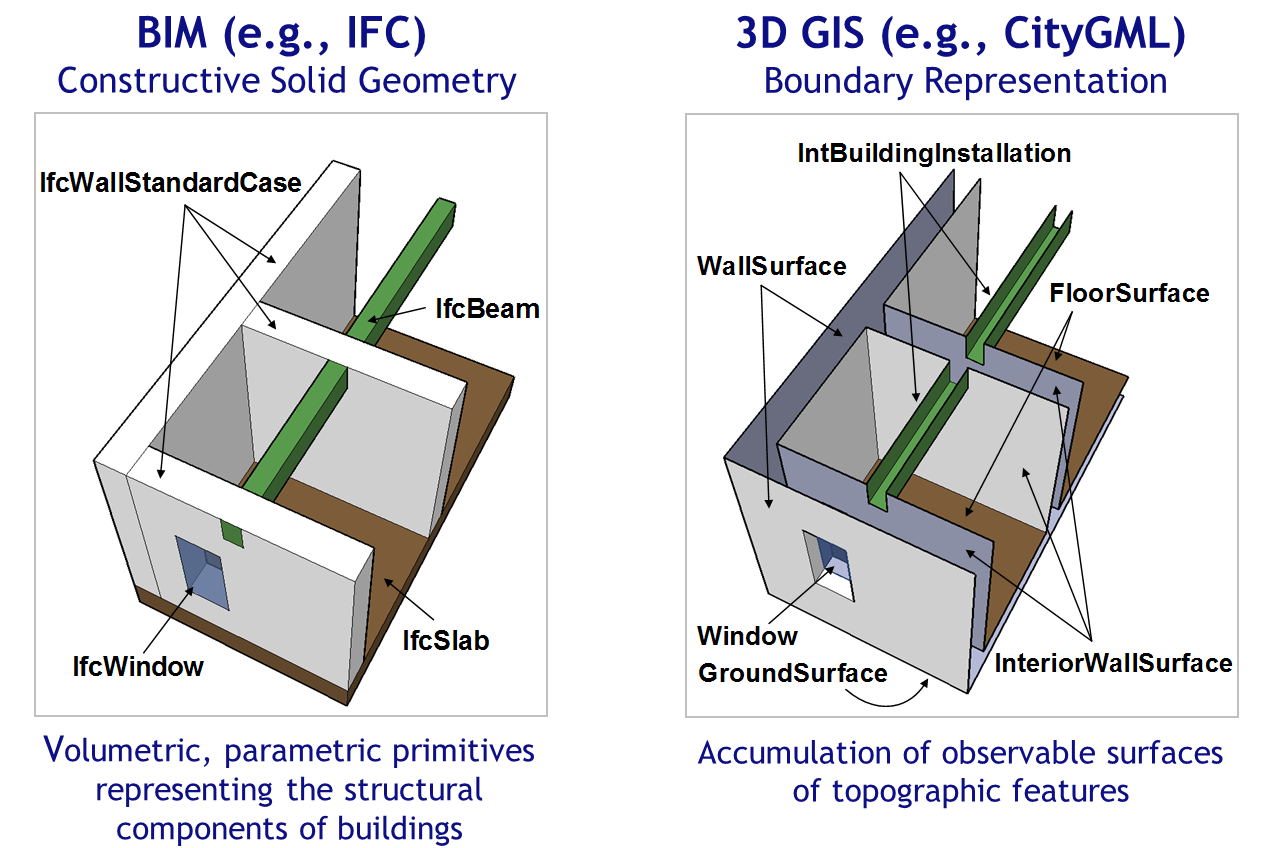 BIM (e.g., IFC)
Constructive Solid Geometry
IfcWallStandardCase
IfcBeam
IfcSlab
IfcWindow
Volumetric, parametric primitives
representing the structural
components of buildings
3D GIS (e.g., CityGML)
Boundary Representation
IntBuildingInstallation
WallSurface
FloorSurface
Window
GroundSurface
InteriorWallSurface
Accumulation of observable surfaces
of topographic features